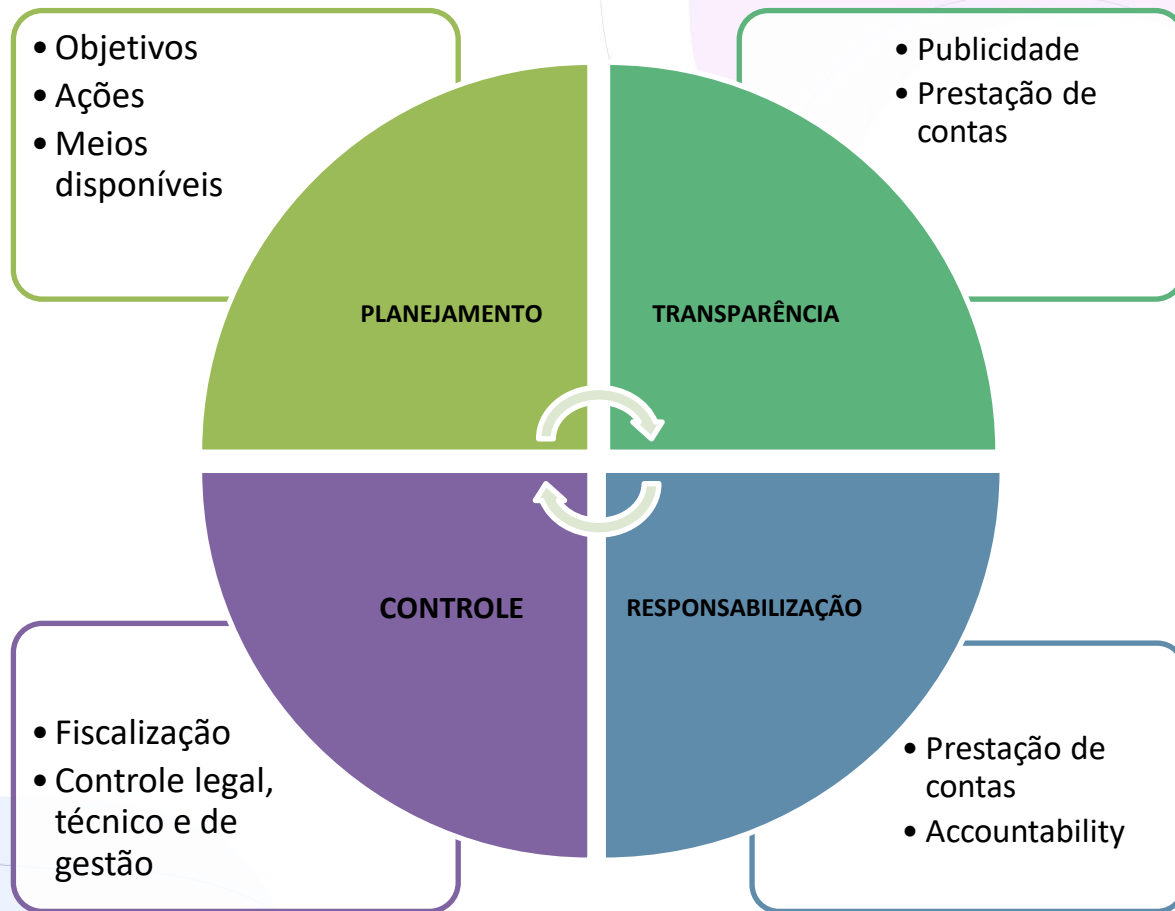 • Objetivos
• Ações
• Meios
disponíveis
• Publicidade
• Prestação de
contas
PLANEJAMENTO
TRANSPARÊNCIA
CONTROLE
RESPONSABILIZAÇÃO
• Fiscalização
• Controle legal,
técnico e de
gestão
• Prestação de
contas
• Accountability